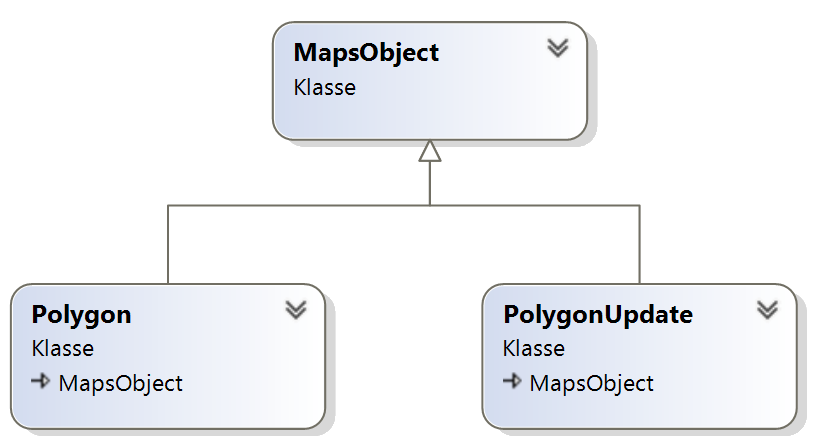 MapsObject
Klasse
Polygon
Klasse
MapsObject
PolygonUpdate
Klasse
MapsObject